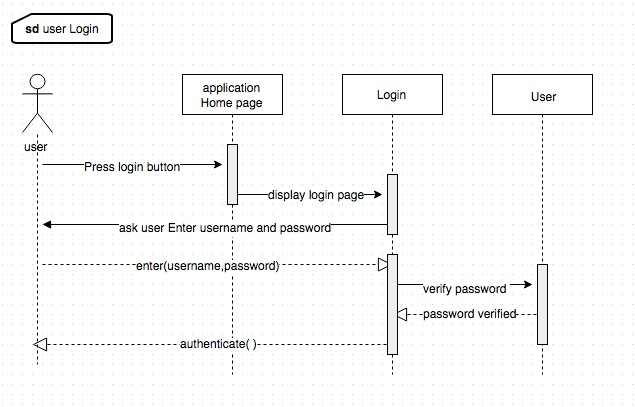 sd user Login
application
Home page
Login
User
user
Press login button
display login page
ask user Enter username and password
enter(username,password)
verify password
password verified
authenticate( )